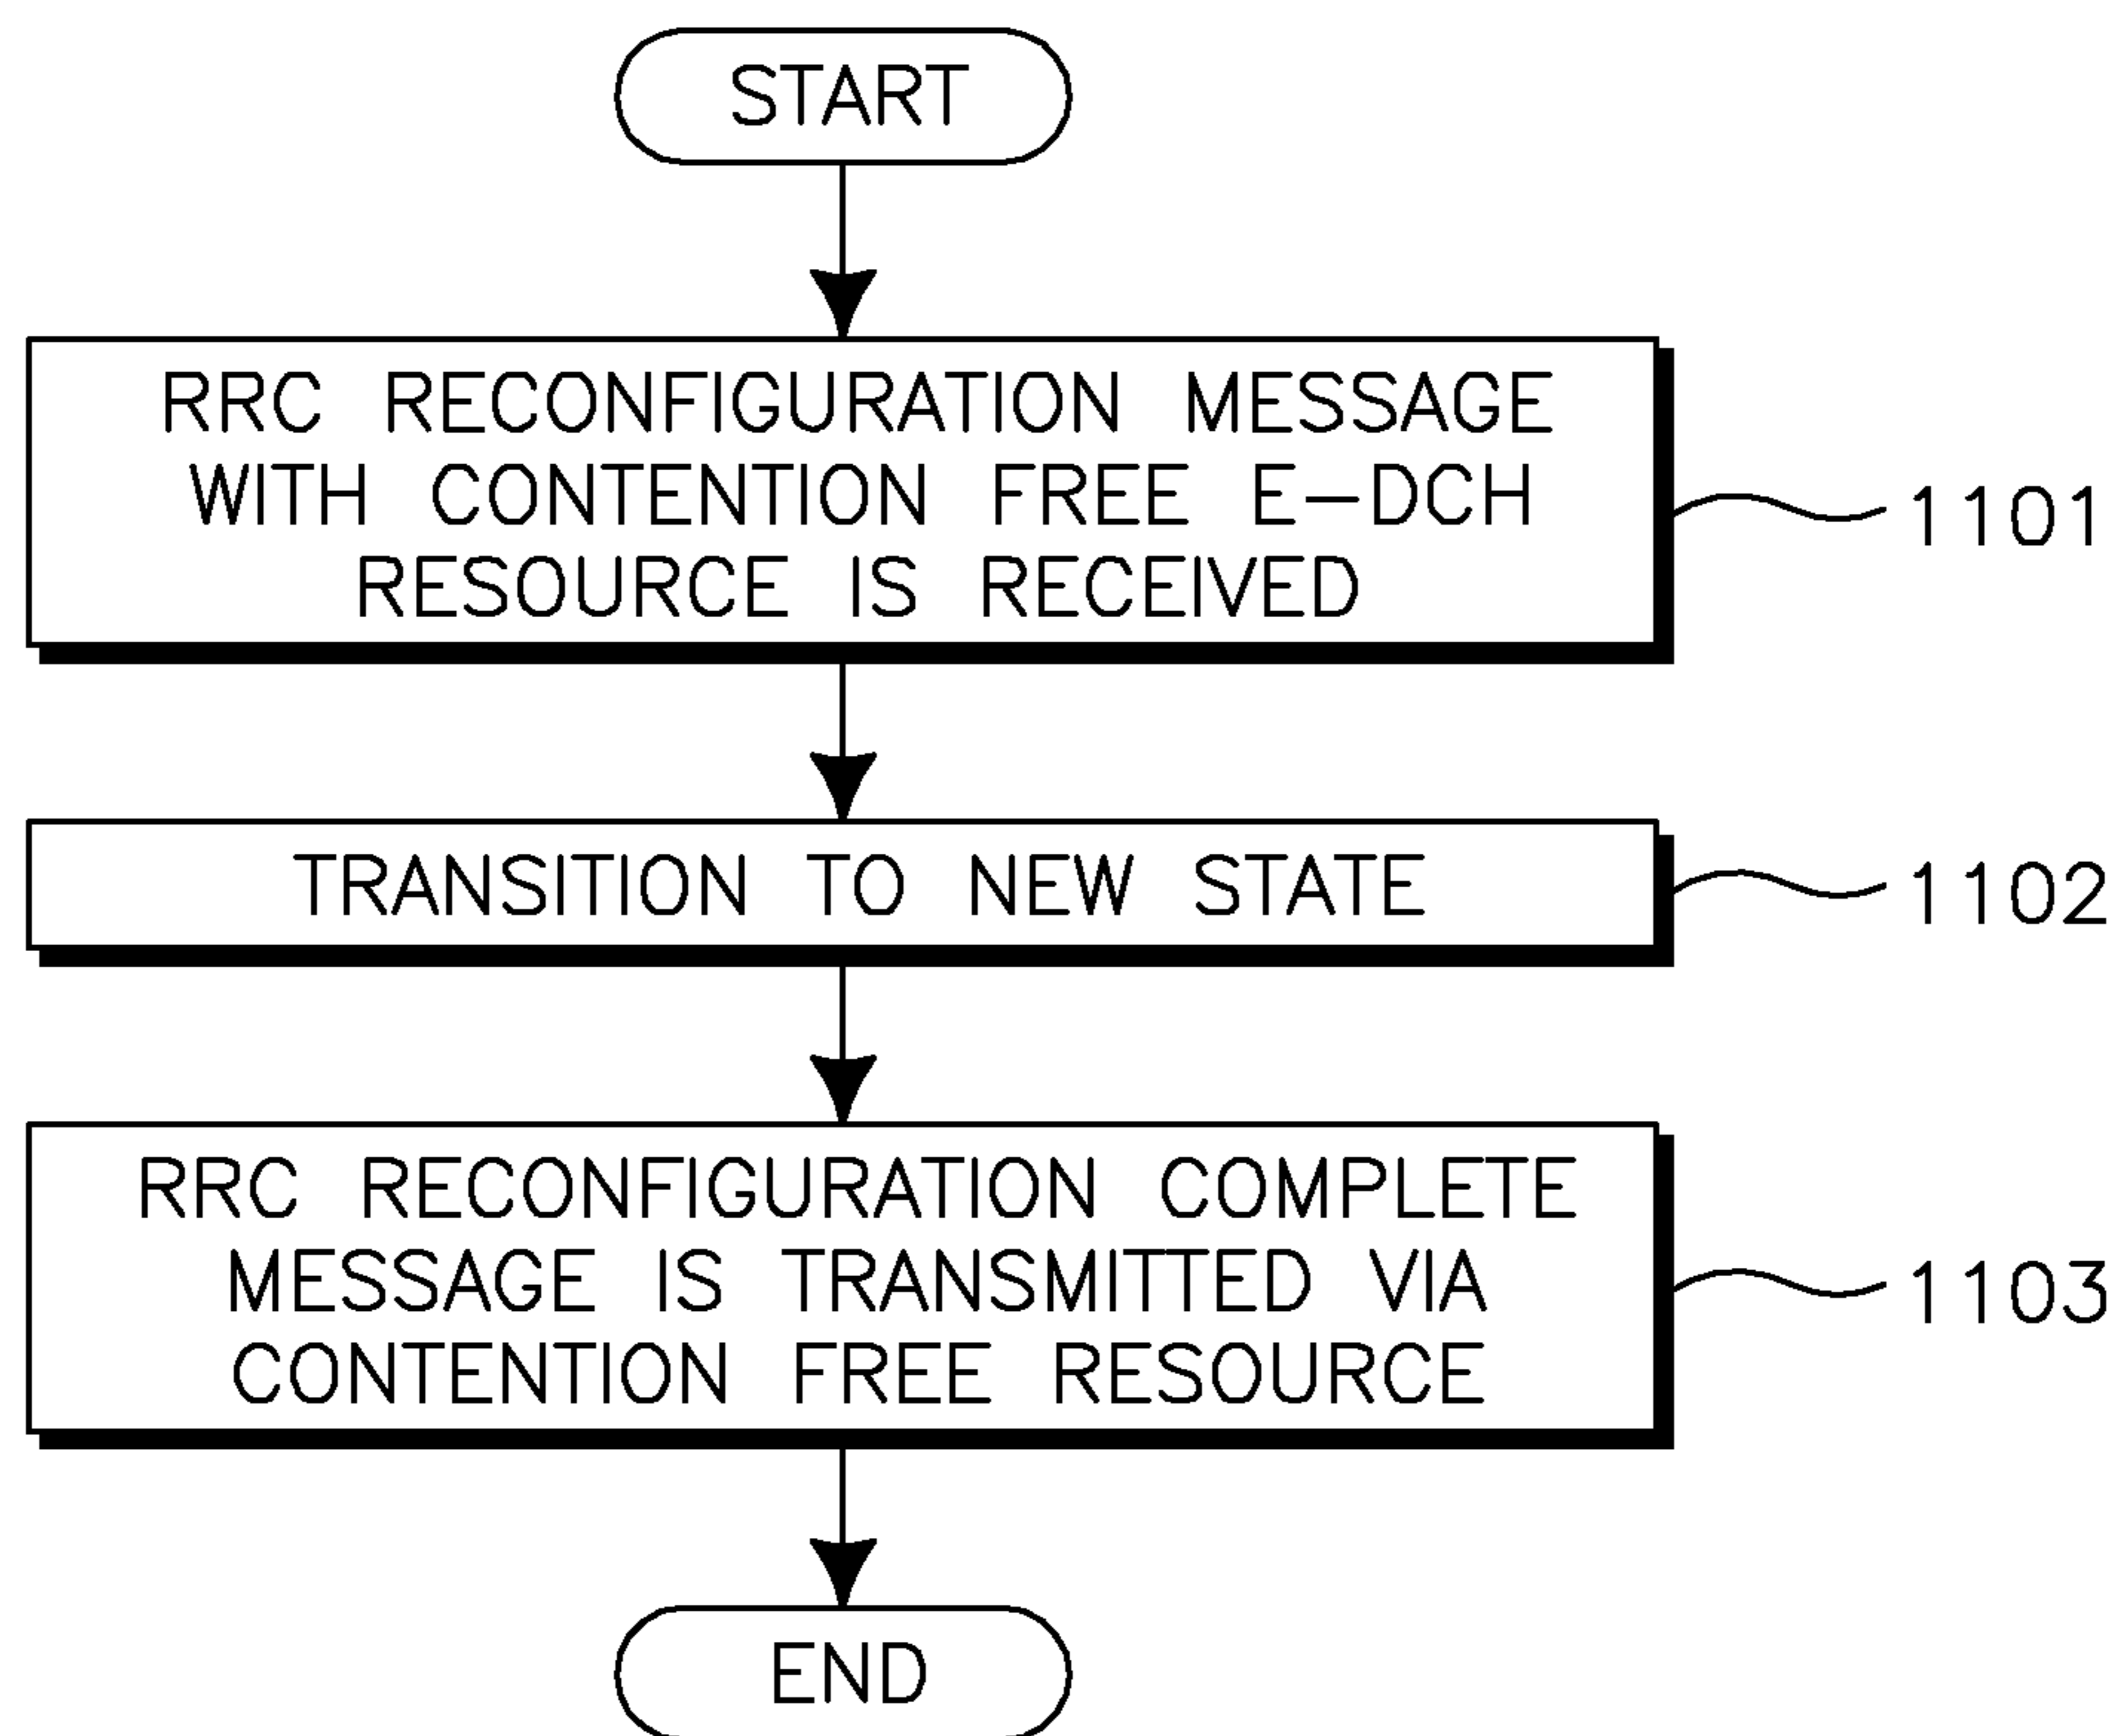 START
RRC RECONFIGURATION MESSAGE
WITH CONTENTION FREE E-DCH
RESOURCE IS RECEIVED
1101
TRANSITION TO NEW STATE
1102
RRC RECONFIGURATION COMPLETE
MESSAGE IS TRANSMITTED VIA
CONTENTION FREE RESOURCE
1103
END